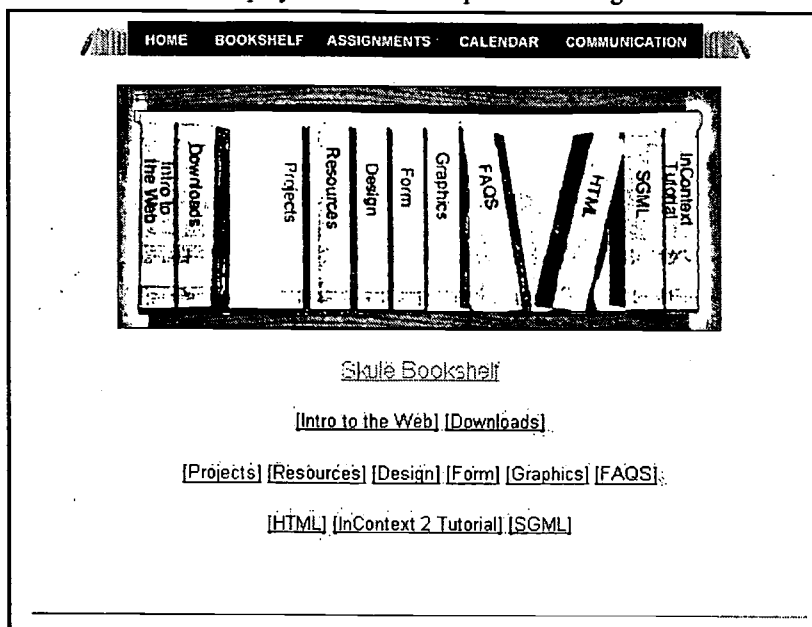 HOME BOOKSHELF ASSIGNMENTS CALENDAR COMMUNICATION
Intro to
the Web
Downloads
Projects
Resources
Design
Form
Graphics
FAQS
HTML
SGML
InContext
Tutorial
Skulë Bookshelf
[Intro to the Web] [Downloads]
[Projects] [Resources] [Design] [Form] [Graphics] [FAQS]
[HTML] [InContext 2 Tutorial] [SGML]